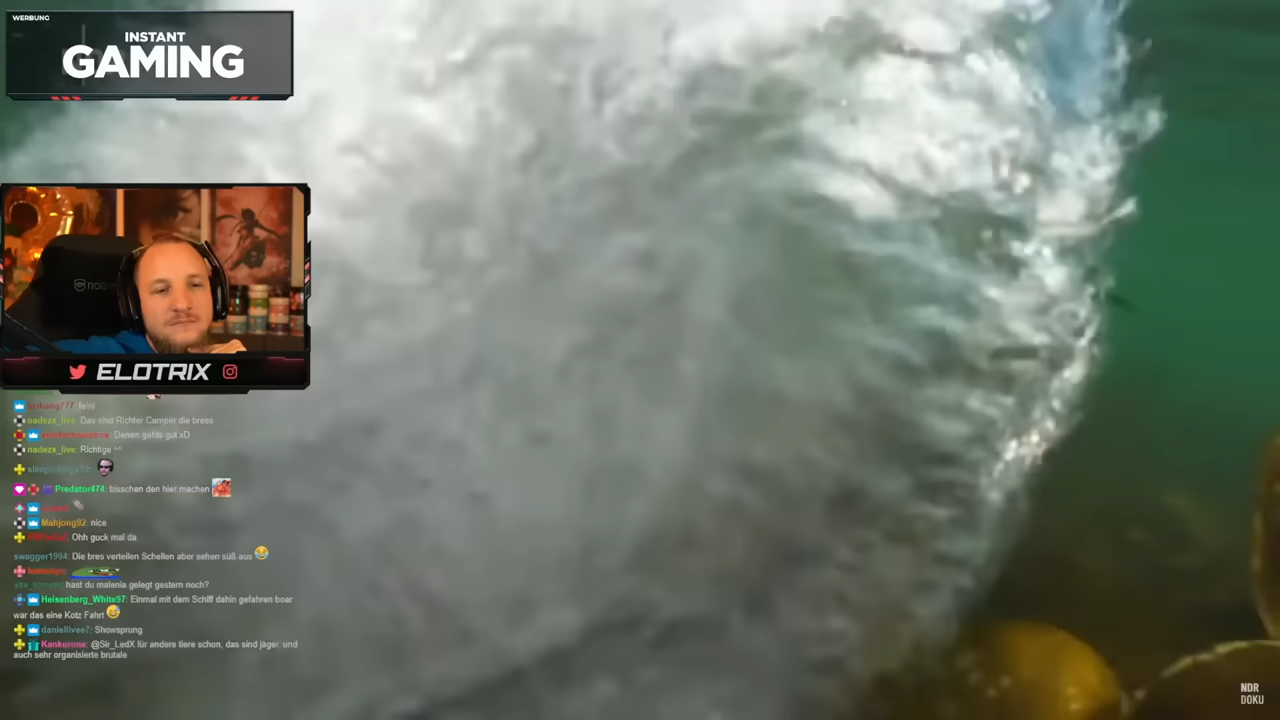 WERBUNG
INSTANT
GAMING
ELOTRIX
feini
nadezx_live: Das sind Richter Camper die bress
Denen gehts gut xD
nadezx_live: Richtige ^^
Predator474: bisschen den hier machen
Mahjong92: nice
Ohh guck mal da
swagger1994: Die bres verteilen Schellen aber sehen süß aus
hast du malenia gelegt gestern noch?
Heisenberg_White97: Einmal mit dem Schiff dahin gefahren boar
war das eine Kotz Fahrt
daniellivee7: Showsprung
Kankurone: @Sir_LedX für andere tiere schon, das sind jäger und
auch sehr organisierte brutale
NDR
DOKU